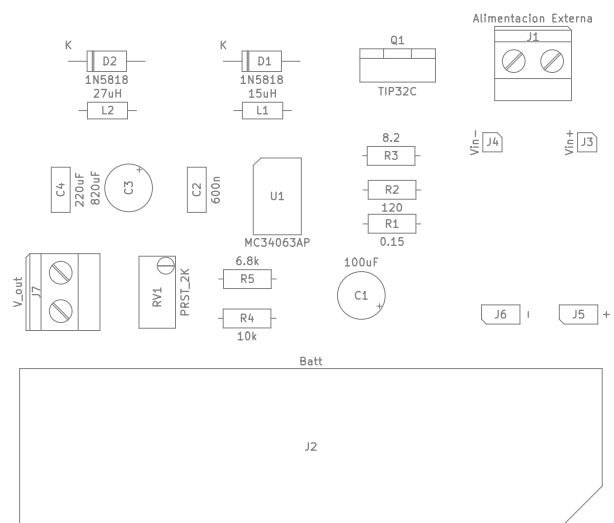 Alimentacion Externa
J1
Q1
TIP32C
K
D2
1N5818
27uH
L2
K
D1
1N5818
15uH
L1
Vin-
J4
Vin+
J3
8.2
R3
R2
120
R1
0.15
C4
220uF
820uF
C3
+
C2
600n
U1
MC34063AP
V_out
J7
RV1
PRST_2K
6.8k
R5
R4
10k
100uF
C1
+
J6
-
J5
+
Batt
J2